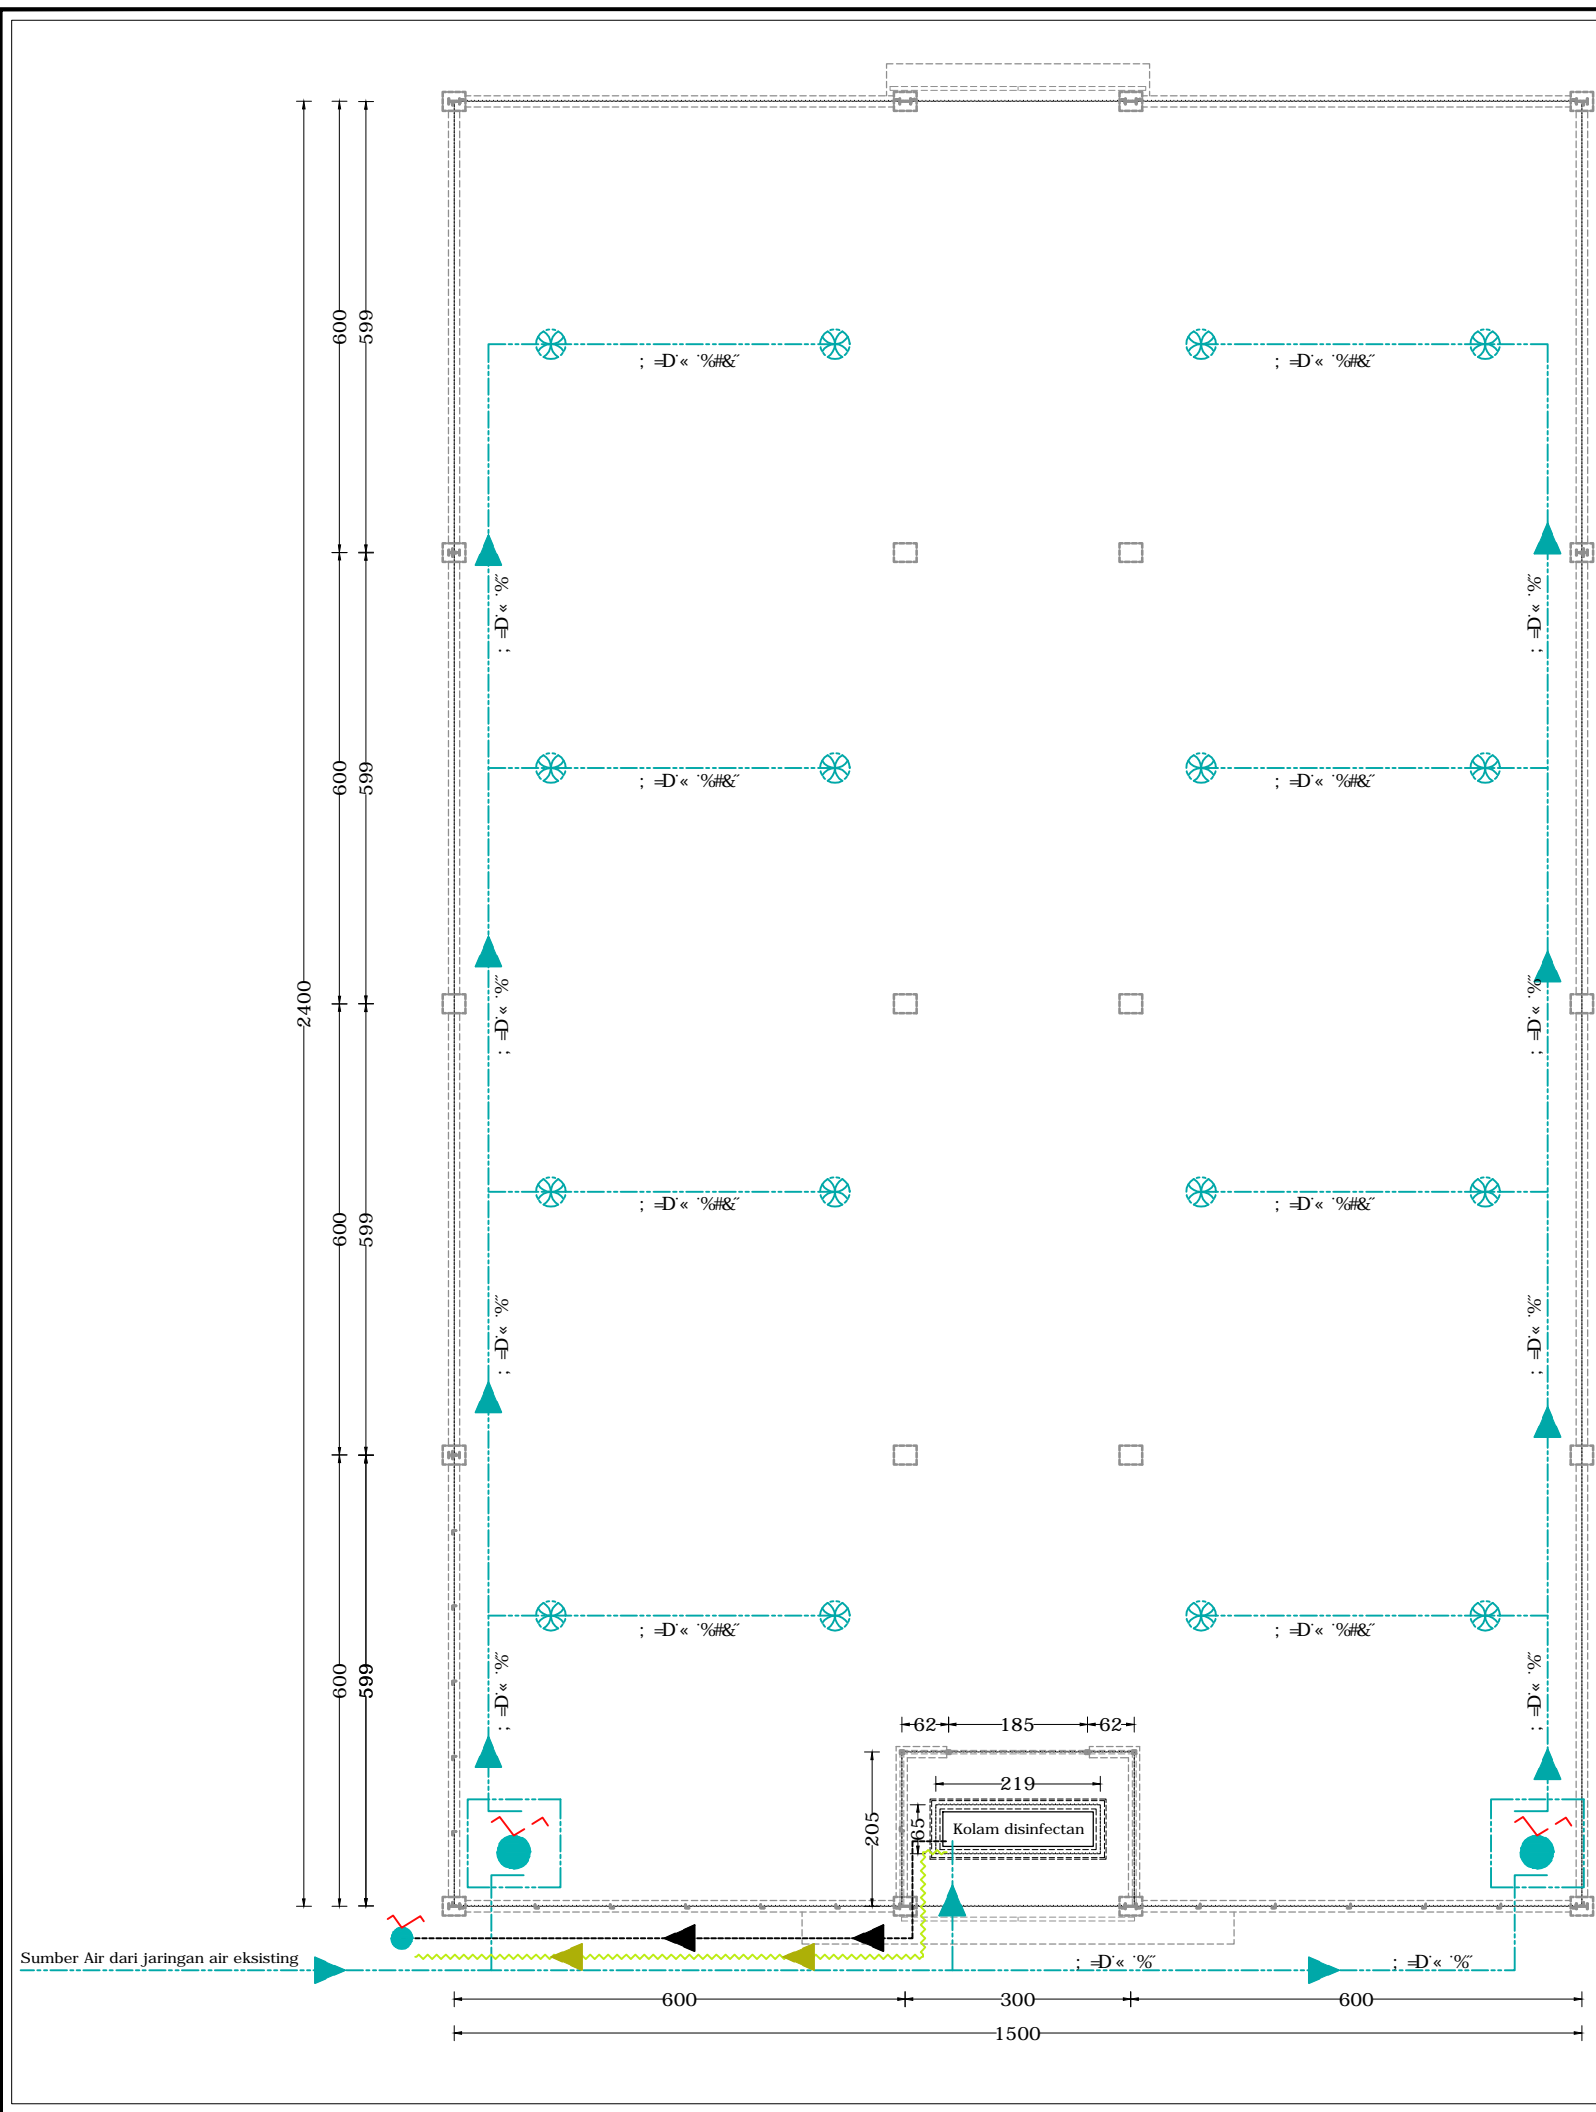 600
599
; =D·« ·%#&˝
; =D·« ·%#&˝
; =D·« ·%˝
; =D·« ·%˝
600
599
; =D·« ·%#&˝
; =D·« ·%#&˝
2400
; =D·« ·%˝
; =D·« ·%˝
600
599
; =D·« ·%#&˝
; =D·« ·%#&˝
; =D·« ·%˝
; =D·« ·%˝
600
599
; =D·« ·%#&˝
; =D·« ·%#&˝
; =D·« ·%˝
; =D·« ·%˝
62 185 62
219
205
65
Kolam disinfectan
Sumber Air dari jaringan air eksisting
; =D·« ·%˝
; =D·« ·%˝
600 300 600
1500